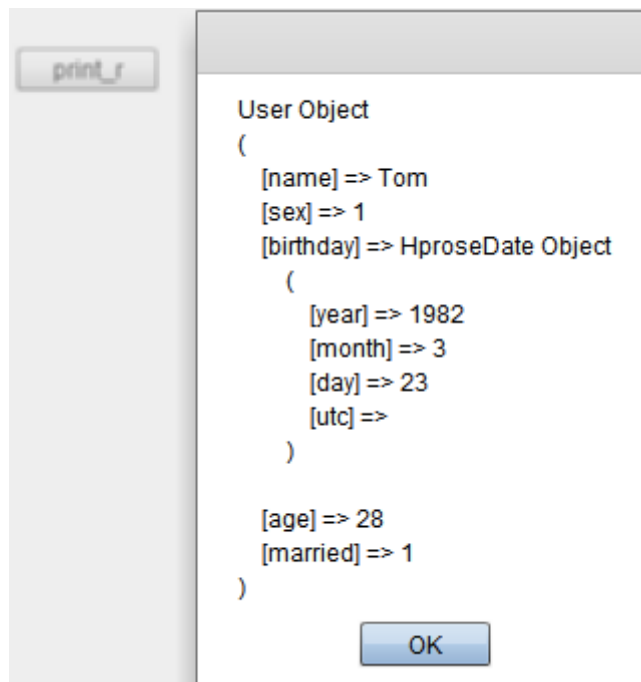 print_r
User Object
(
[name] => Tom
[sex] => 1
[birthday] => HproseDate Object
(
[year] => 1982
[month] => 3
[day] => 23
[utc] =>
)
[age] => 28
[married] => 1
)
OK